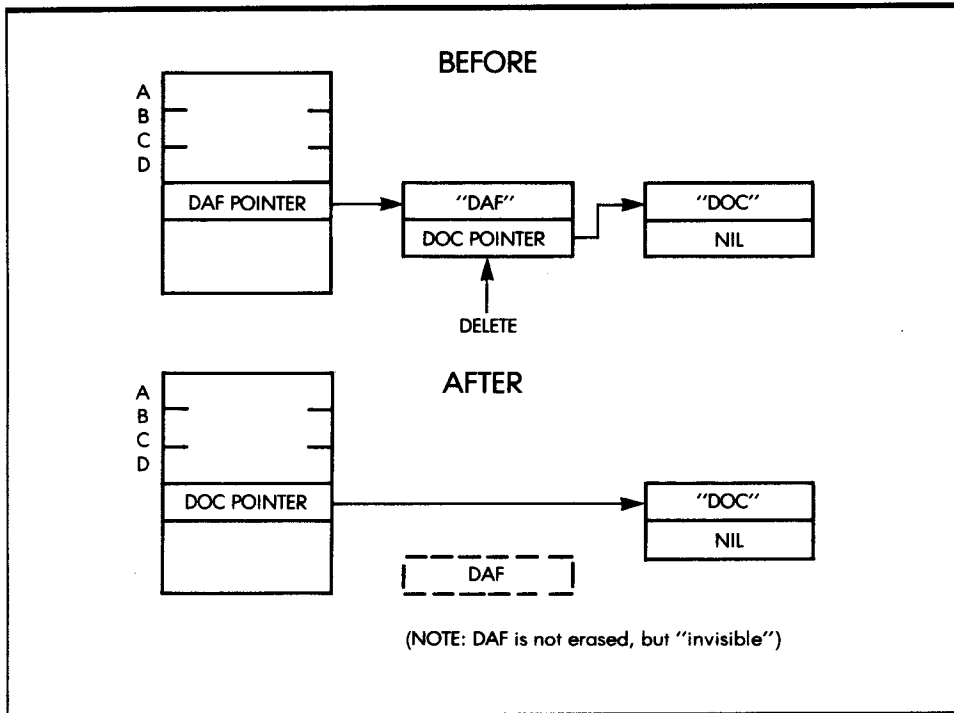 BEFORE
A
B
C
D
DAF POINTER
"DAF"
"DOC"
DOC POINTER
NIL
DELETE
AFTER
A
B
C
D
DOC POINTER
"DOC"
NIL
DAF
(NOTE: DAF is not erased, but "invisible")